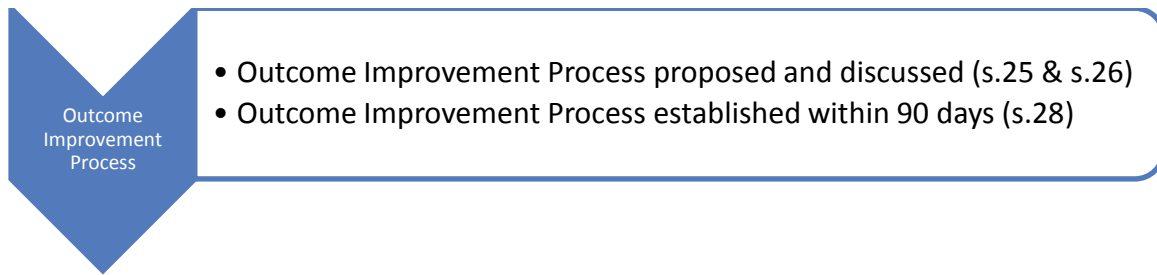 Outcome
Improvement
Process
• Outcome Improvement Process proposed and discussed (s.25 & s.26)
• Outcome Improvement Process established within 90 days (s.28)